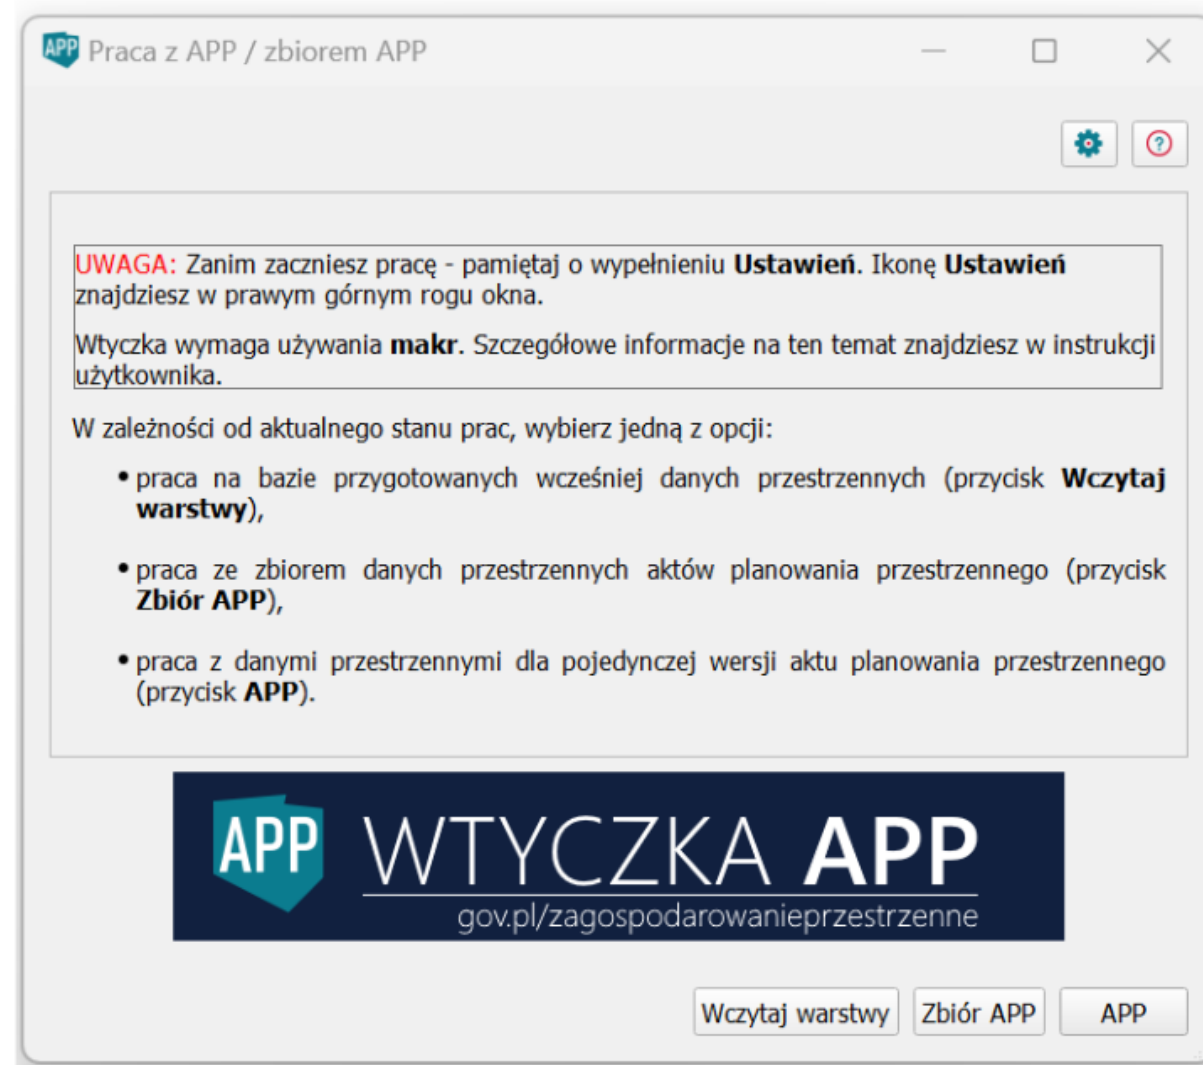 APP Praca z APP / zbiorem APP
UWAGA: Zanim zaczniesz pracę - pamiętaj o wypełnieniu Ustawień. Ikonę Ustawień
znajdziesz w prawym górnym rogu okna.
Wtyczka wymaga używania makr. Szczegółowe informacje na ten temat znajdziesz w instrukcji
użytkownika.
W zależności od aktualnego stanu prac, wybierz jedną z opcji:
• praca na bazie przygotowanych wcześniej danych przestrzennych (przycisk Wczytaj
warstwy),
• praca ze zbiorem danych przestrzennych aktów planowania przestrzennego (przycisk
Zbiór APP),
• praca z danymi przestrzennymi dla pojedynczej wersji aktu planowania przestrzennego
(przycisk APP).
APP WTYCZKA APP
gov.pl/zagospodarowanieprzestrzenne
Wczytaj warstwy Zbiór APP APP